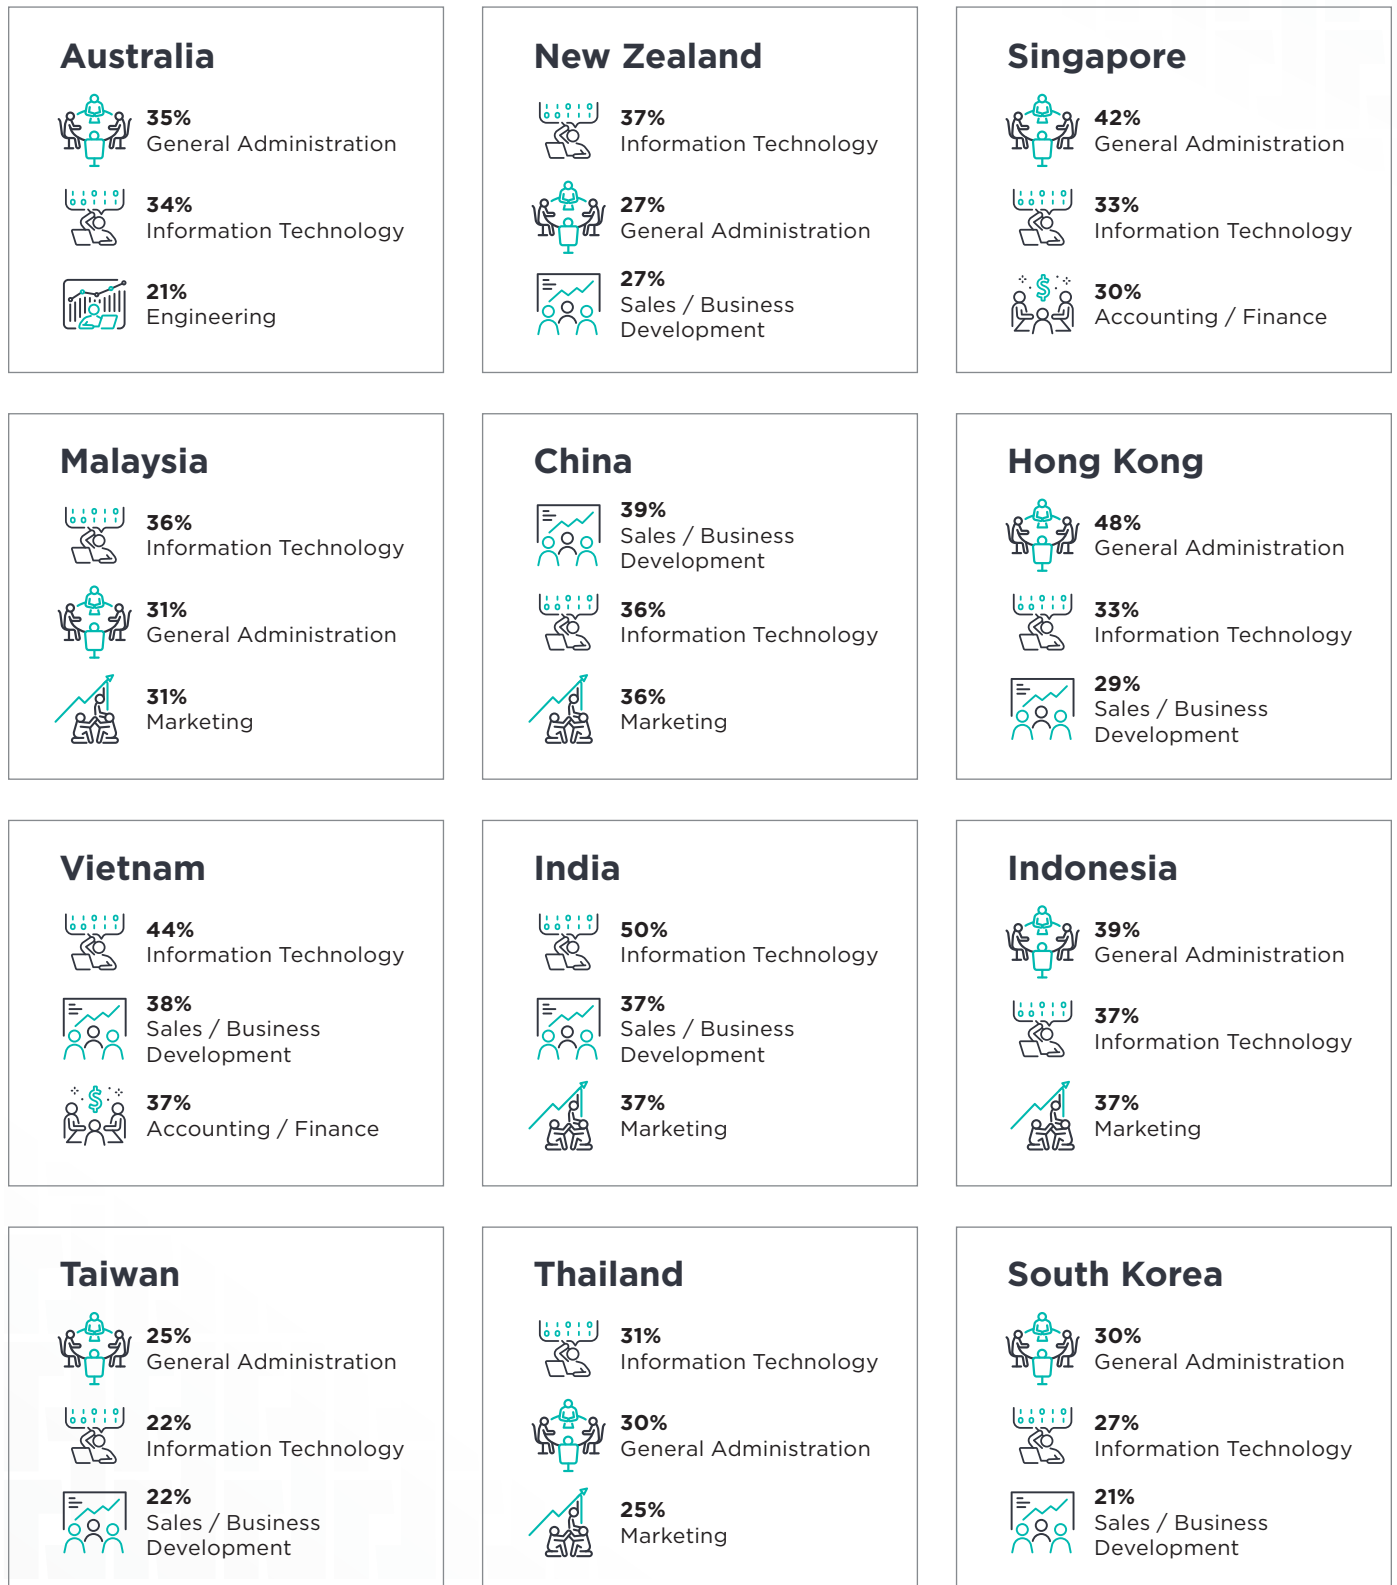 Australia
35%
General Administration
34%
Information Technology
21%
Engineering
New Zealand
37%
Information Technology
27%
General Administration
27%
Sales / Business
Development
Singapore
42%
General Administration
33%
Information Technology
30%
Accounting / Finance
Malaysia
36%
Information Technology
31%
General Administration
31%
Marketing
China
39%
Sales / Business
Development
36%
Information Technology
36%
Marketing
Hong Kong
48%
General Administration
33%
Information Technology
29%
Sales / Business
Development
Vietnam
44%
Information Technology
38%
Sales / Business
Development
37%
Accounting / Finance
India
50%
Information Technology
37%
Sales / Business
Development
37%
Marketing
Indonesia
39%
General Administration
37%
Information Technology
37%
Marketing
Taiwan
25%
General Administration
22%
Information Technology
22%
Sales / Business
Development
Thailand
31%
Information Technology
30%
General Administration
25%
Marketing
South Korea
30%
General Administration
27%
Information Technology
21%
Sales / Business
Development